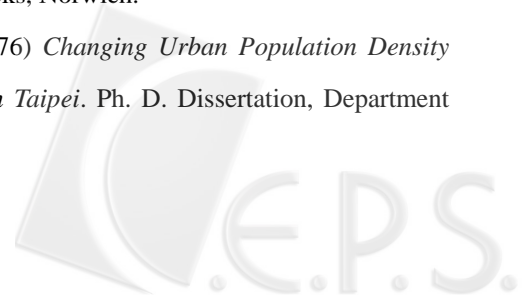 ks, Norwich.
76) Changing Urban Population Density
n Taipei. Ph. D. Dissertation, Department
C.E.P.S.